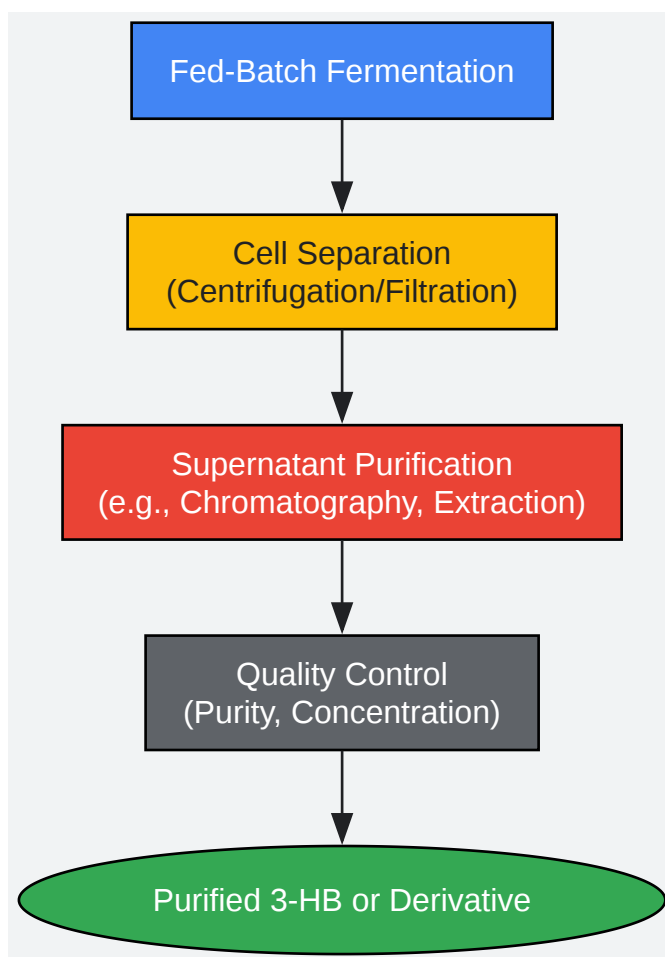 Fed-Batch Fermentation
Cell Separation
(Centrifugation/Filtration)
Supernatant Purification
(e.g., Chromatography, Extraction)
Quality Control
(Purity, Concentration)
Purified 3-HB or Derivative